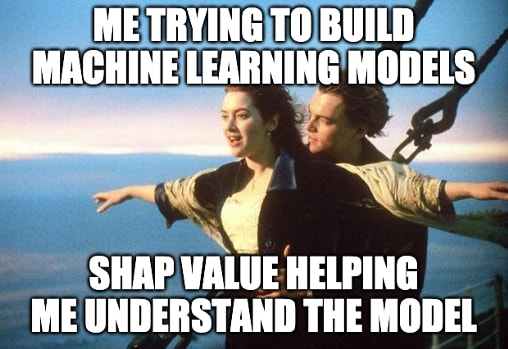 ME TRYING TO BUILD
MACHINE LEARNING MODELS
SHAP VALUE HELPING
ME UNDERSTAND THE MODEL